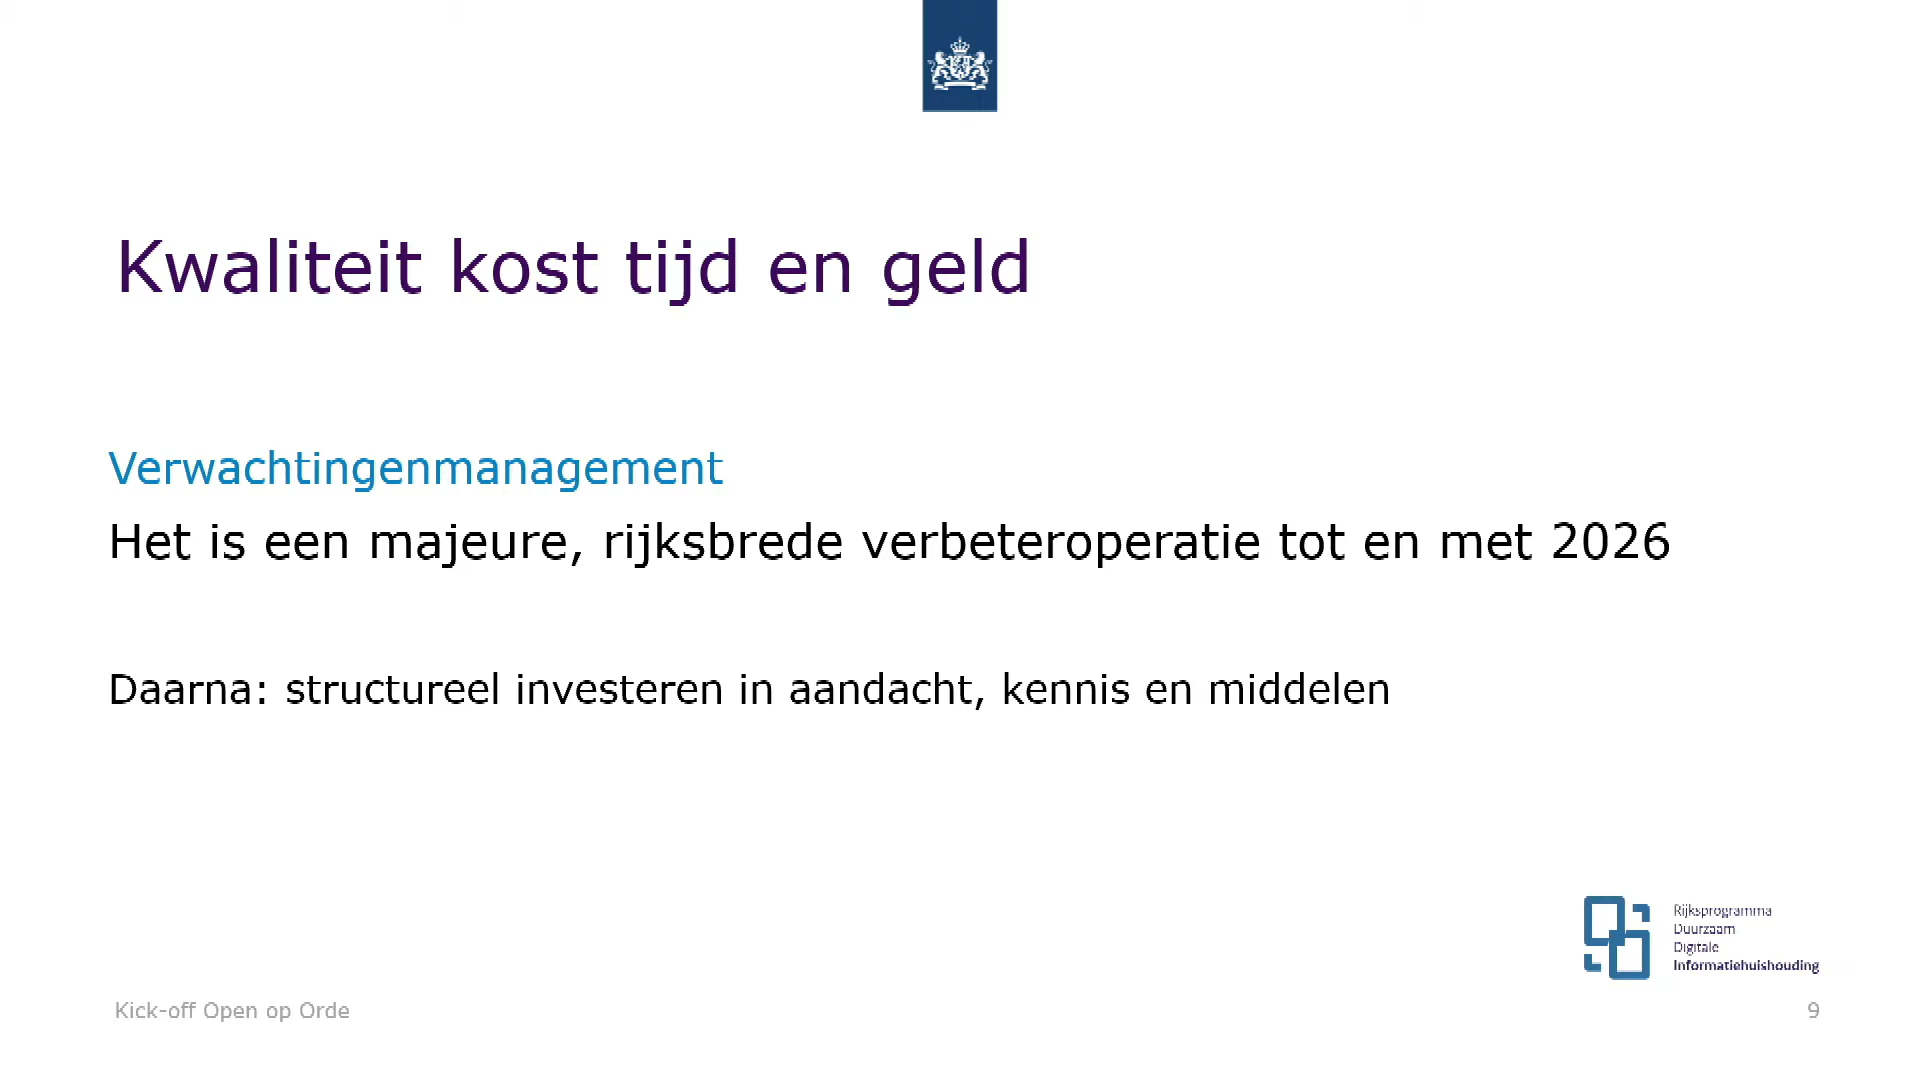 Kwaliteit kost tijd en geld
Verwachtingenmanagement
Het is een majeure, rijksbrede verbeteroperatie tot en met 2026
Daarna: structureel investeren in aandacht, kennis en middelen
Rijksprogramma
Duurzaam
Digitale
Informatiehuishouding
Kick-off Open op Orde
9